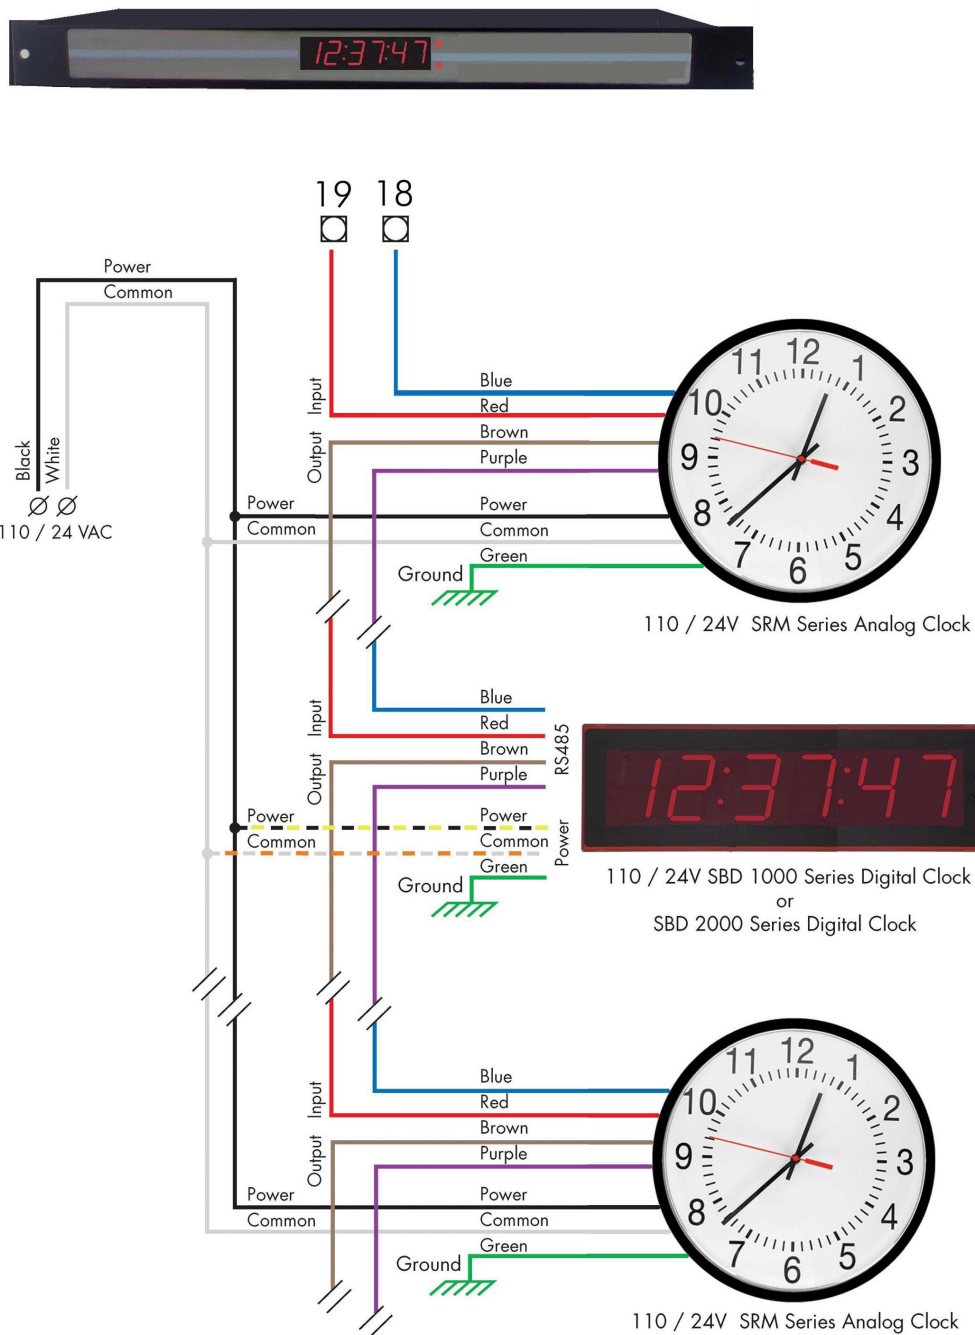 12:37:47
19 18
Power
Common
Black
White
110 / 24 VAC
Input
Output
Blue
Red
Brown
Purple
Power
Common
Power
Common
Green
Ground
12
1
2
3
4
5
6
7
8
9
10
11
110 / 24V SRM Series Analog Clock
Input
Output
Blue
Red
Brown
Purple
RS485
Power
Common
Power
Common
Power
Green
Ground
12:37:47
110 / 24V SBD 1000 Series Digital Clock
or
SBD 2000 Series Digital Clock
Input
Output
Blue
Red
Brown
Purple
Power
Common
Power
Common
Green
Ground
12
1
2
3
4
5
6
7
8
9
10
11
110 / 24V SRM Series Analog Clock